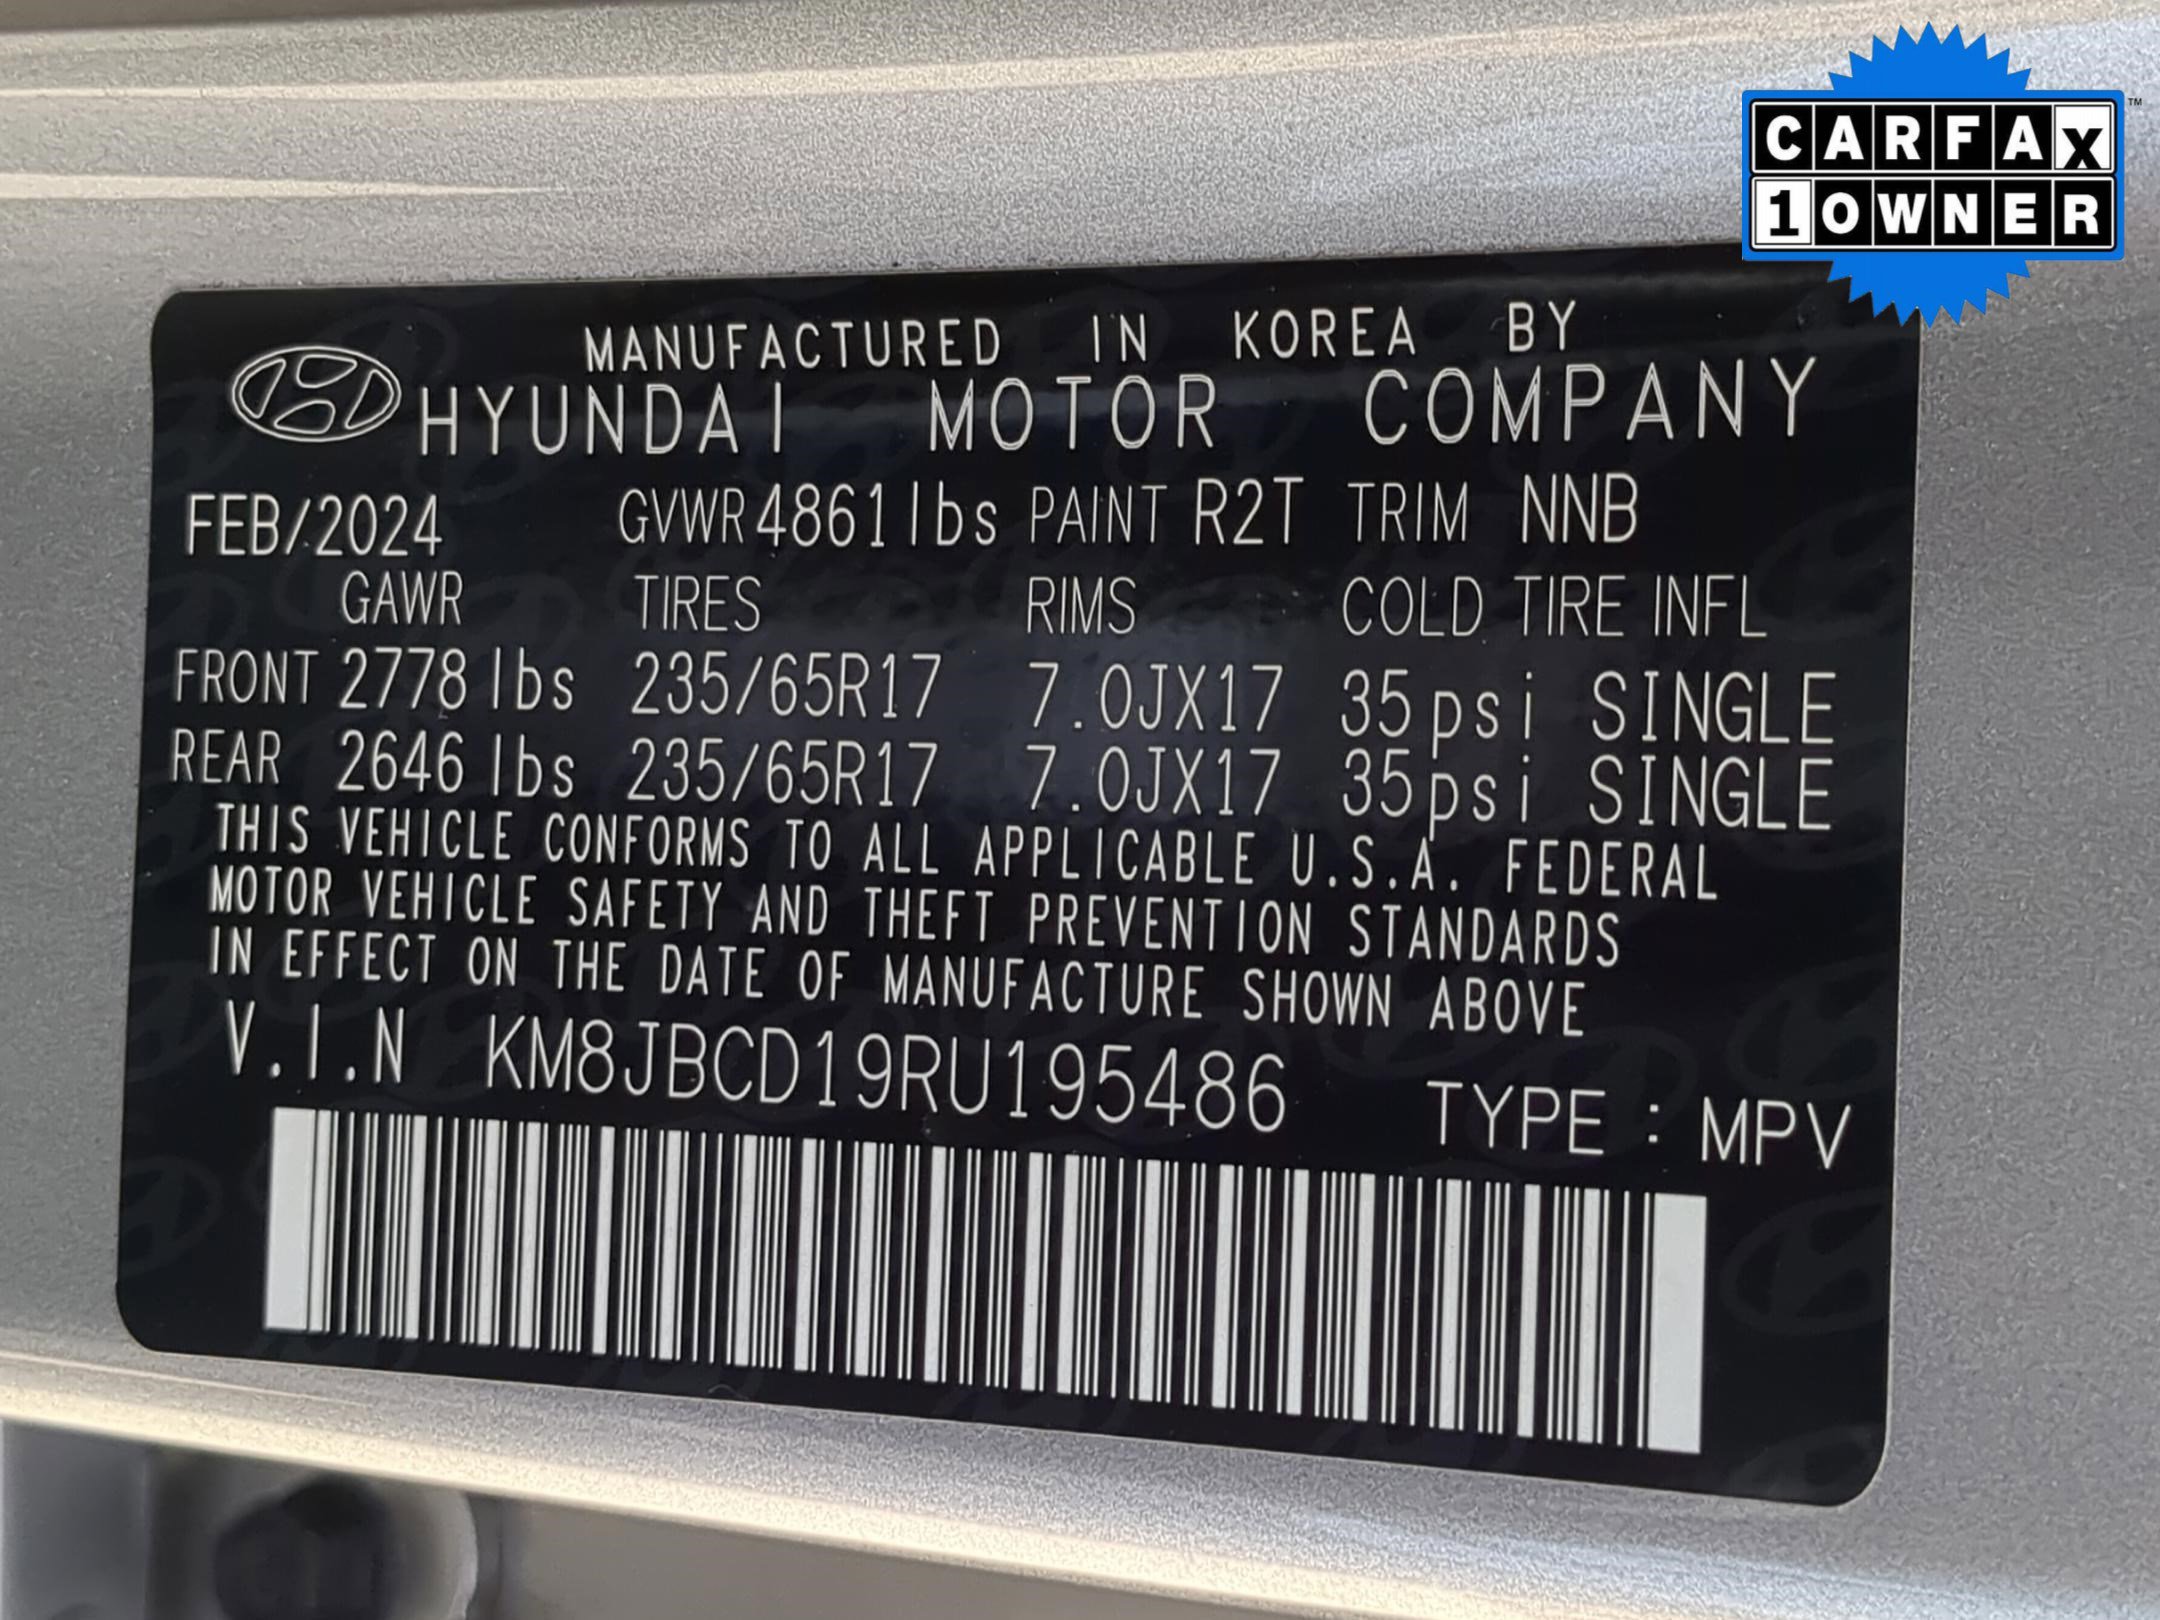 CARFAX
1 OWNER
™
MANUFACTURED IN KOREA BY
HYUNDAI MOTOR COMPANY
FEB/2024 GVWR 4861 lbs PAINT R2T TRIM NNB
GAWR TIRES RIMS COLD TIRE INFL
FRONT 2778 lbs 235/65R17 7.0JX17 35psi SINGLE
REAR 2646 lbs 235/65R17 7.0JX17 35psi SINGLE
THIS VEHICLE CONFORMS TO ALL APPLICABLE U.S.A. FEDERAL
MOTOR VEHICLE SAFETY AND THEFT PREVENTION STANDARDS
IN EFFECT ON THE DATE OF MANUFACTURE SHOWN ABOVE
V.I.N KM8JBCD19RU195486 TYPE : MPV